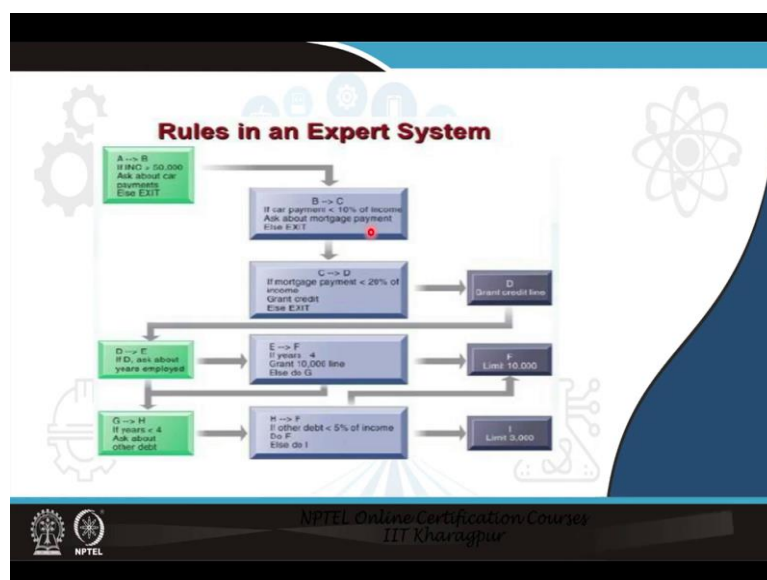 Rules in an Expert System
A --> B
If INC > 50,000
Ask about car
payments
Else EXIT
B --> C
If car payment < 10% of income
Ask about mortgage payment
Else EXIT
C --> D
If mortgage payment < 20% of
income
Grant credit
Else EXIT
D
Grant credit line
D --> E
If D, ask about
years employed
E --> F
If years 4
Grant 10,000 line
Else do G
F
Limit 10,000
G --> H
If years < 4
Ask about
other debt
H --> F
If other debt < 5% of income
Do F
Else do I
I
Limit 3,000
NPTEL
NPTEL Online Certification Courses
IIT Kharagpur